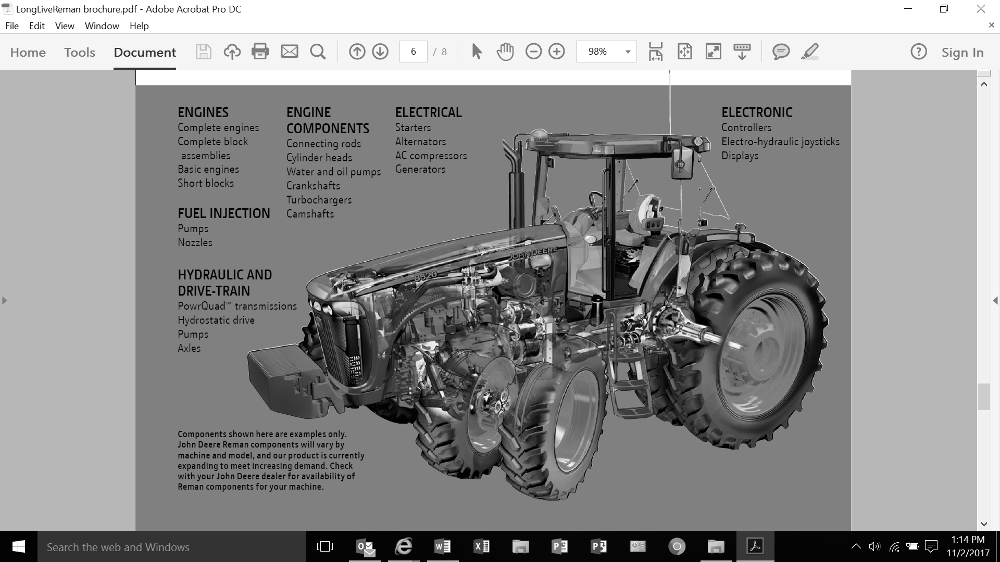 LongLiveReman brochure.pdf - Adobe Acrobat Pro DC
File Edit View Window Help
Home Tools Document 6 / 8 98% Sign In
ENGINES
Complete engines
Complete block
assemblies
Basic engines
Short blocks
FUEL INJECTION
Pumps
Nozzles
HYDRAULIC AND
DRIVE-TRAIN
PowrQuad™ transmissions
Hydrostatic drive
Pumps
Axles
ENGINE
COMPONENTS
Connecting rods
Cylinder heads
Water and oil pumps
Crankshafts
Turbochargers
Camshafts
ELECTRICAL
Starters
Alternators
AC compressors
Generators
ELECTRONIC
Controllers
Electro-hydraulic joysticks
Displays
JOHN DEERE
8520
Components shown here are examples only.
John Deere Reman components will vary by
machine and model, and our product is currently
expanding to meet increasing demand. Check
with your John Deere dealer for availability of
Reman components for your machine.
Search the web and Windows
1:14 PM
11/2/2017